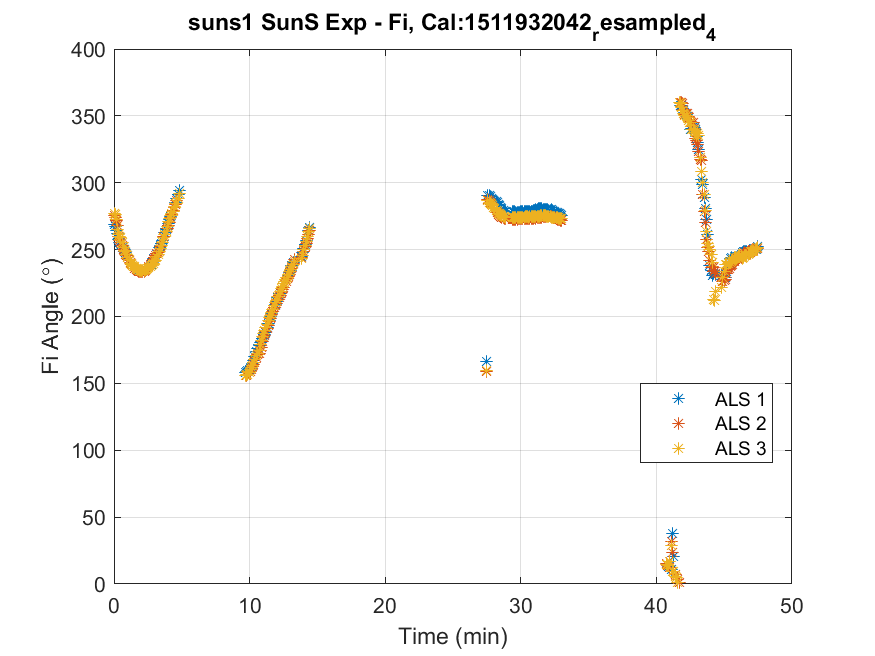 suns1 SunS Exp - Fi, Cal:1511932042resampled4
400
350
300
250
200
150
100
50
0
Fi Angle (°)
ALS 1
ALS 2
ALS 3
0 10 20 30 40 50
Time (min)